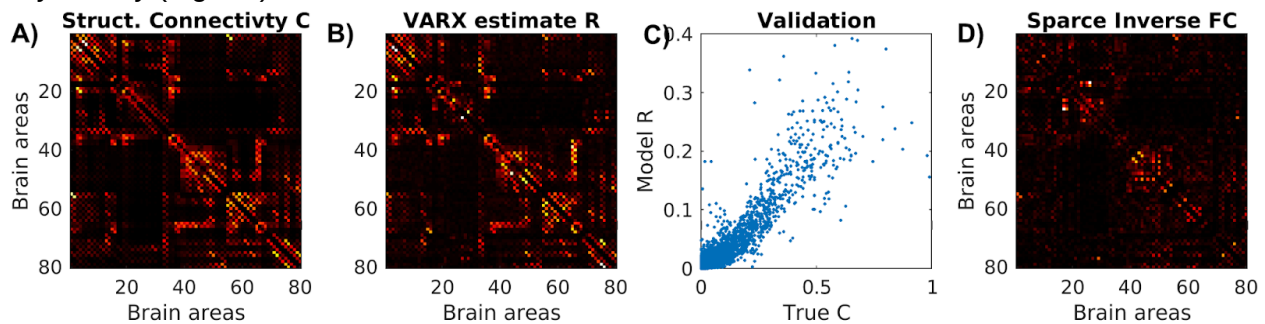 A) Struct. Connectivty C
B) VARX estimate R
C) Validation
D) Sparce Inverse FC
Brain areas
20
40
60
80
20 40 60 80
Brain areas
20
40
60
80
20 40 60 80
Brain areas
Model R
0.4
0.3
0.2
0.1
0
0 0.5 1
True C
Brain areas
20
40
60
80
20 40 60 80
Brain areas